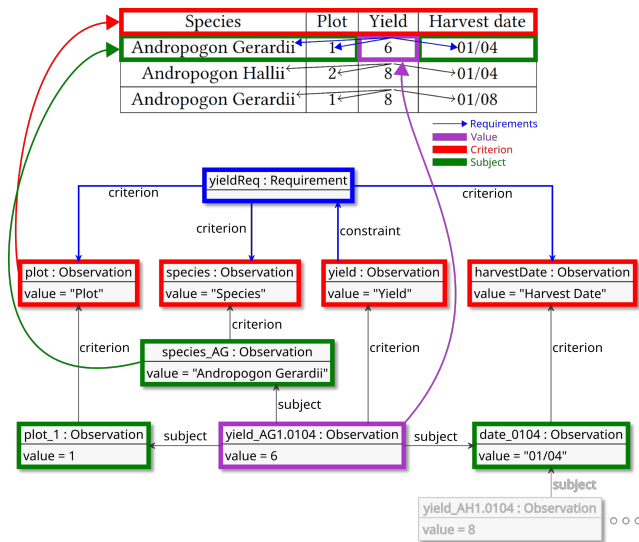 Species Plot Yield Harvest date
Andropogon Gerardii 1 6 01/04
Andropogon Hallii 2 8 01/04
Andropogon Gerardii 1 8 01/08
Requirements
Value
Criterion
Subject
yieldReq : Requirement
criterion criterion
criterion constraint
plot : Observation species : Observation yield : Observation harvestDate : Observation
value = "Plot" value = "Species" value = "Yield" value = "Harvest Date"
criterion
criterion criterion criterion
species_AG : Observation
value = "Andropogon Gerardii"
subject
plot_1 : Observation subject yield_AG1.0104 : Observation subject date_0104 : Observation
value = 1 value = 6 value = "01/04"
subject
yield_AH1.0104 : Observation
value = 8